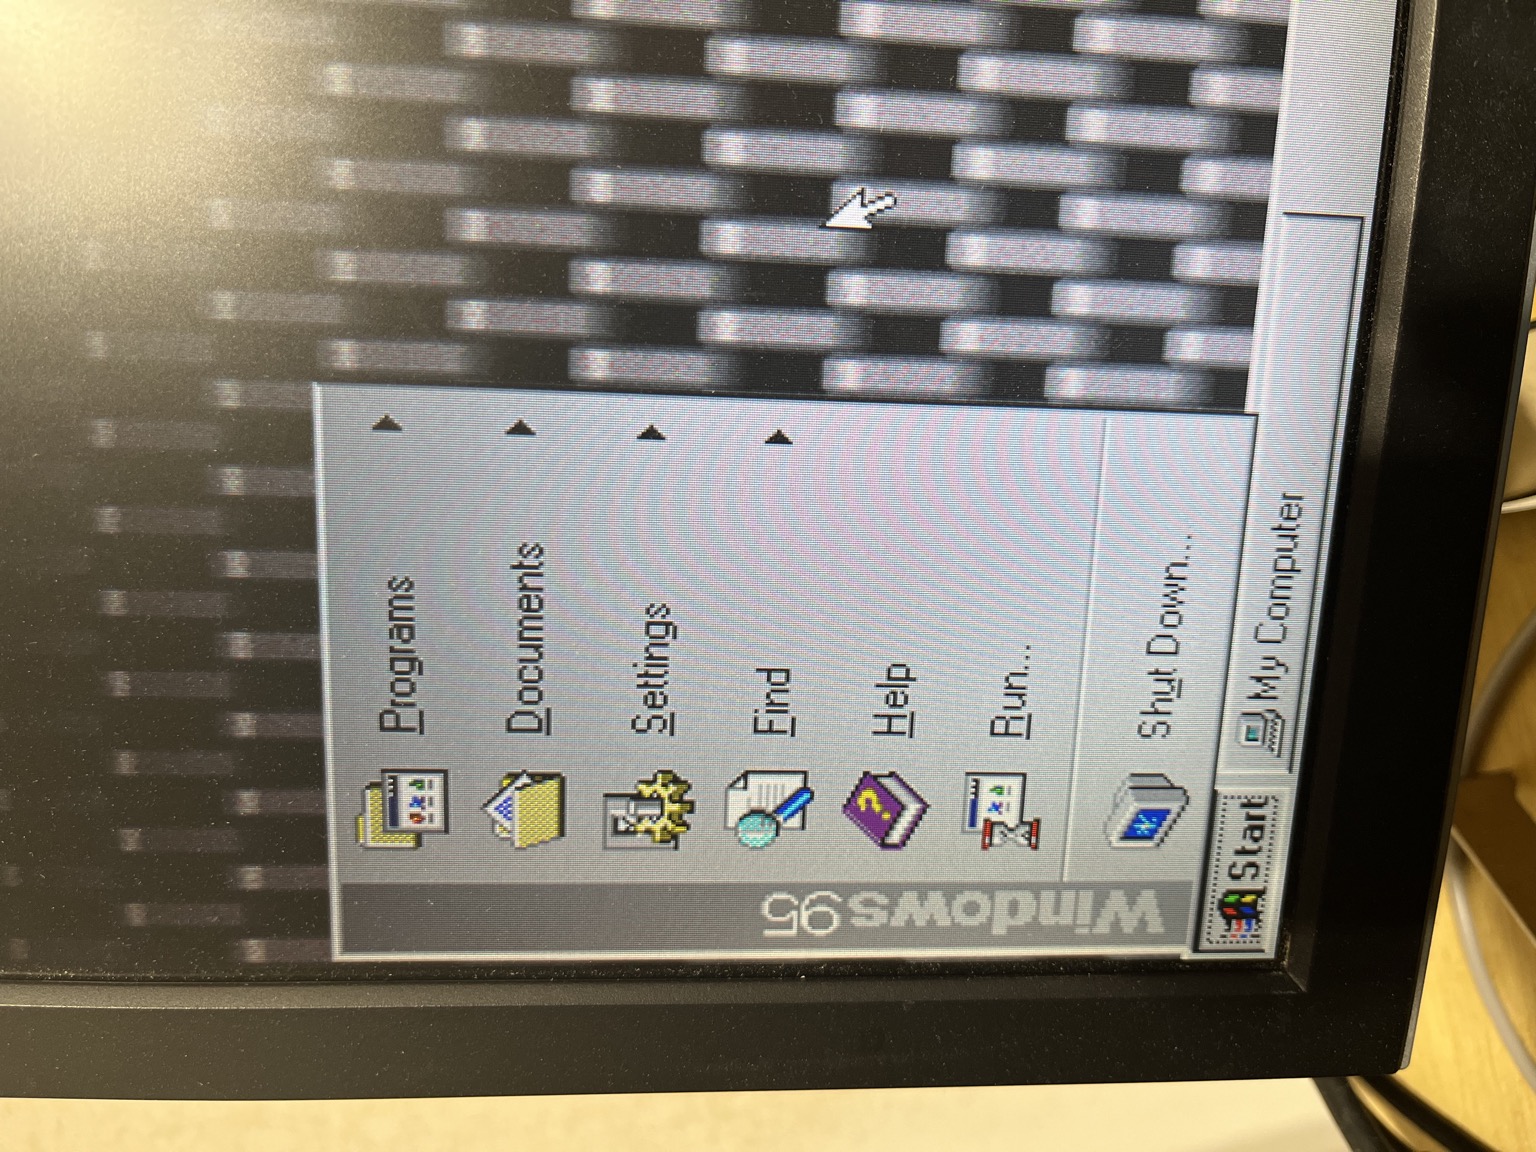 Programs
Documents
Settings
Find
Help
Run...
Shut Down...
Windows95
Start
My Computer